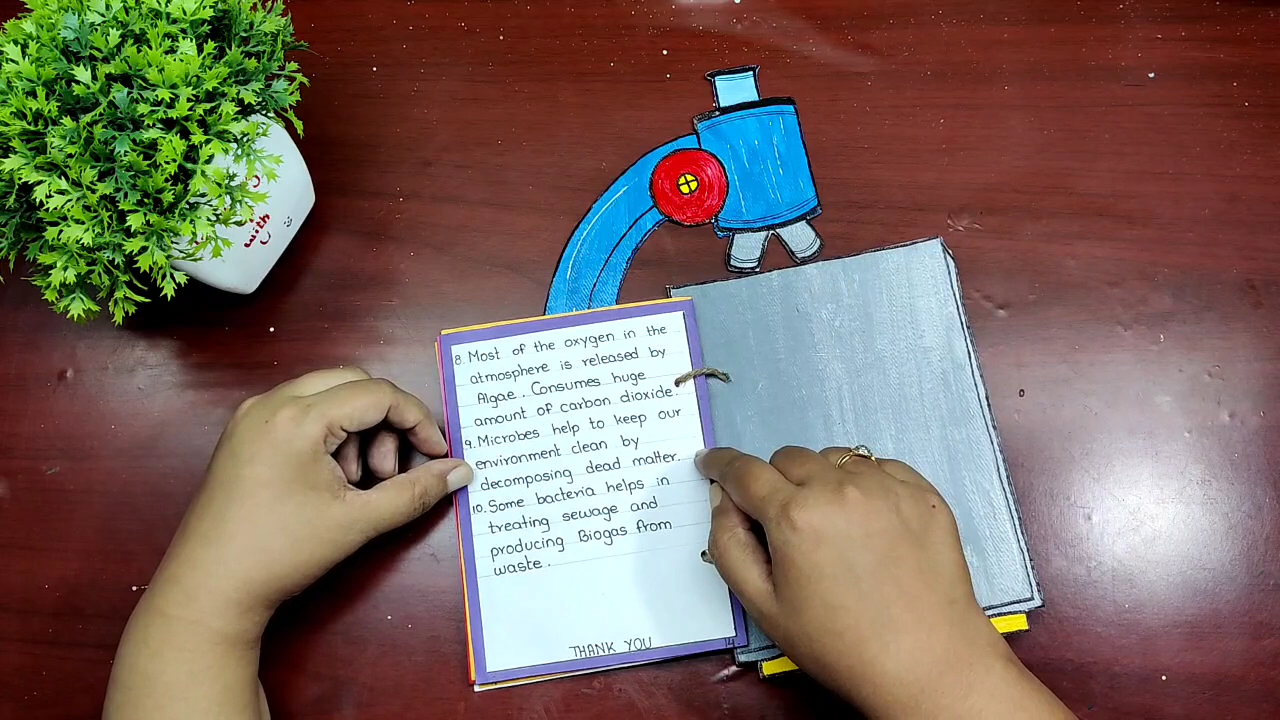 with
8. Most of the oxygen in the
atmosphere is released by
Algae. Consumes huge
amount of carbon dioxide.
9. Microbes help to keep our
environment clean by
decomposing dead matter.
10. Some bacteria helps in
treating sewage and
producing Biogas from
waste.
THANK YOU
14.